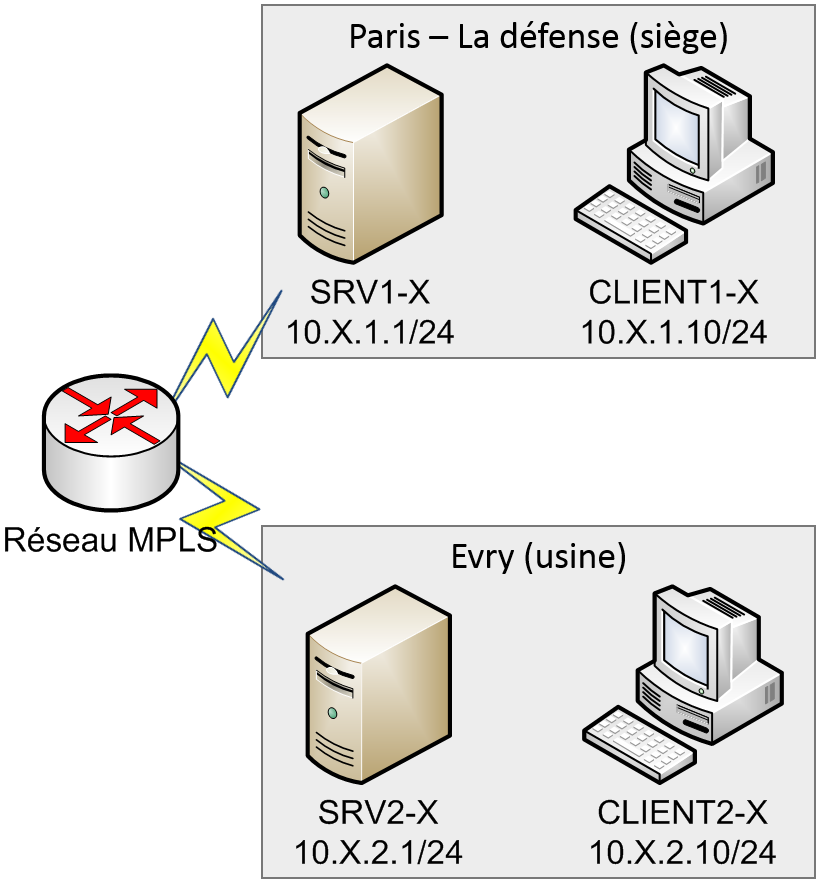 Paris – La défense (siège)
SRV1-X
10.X.1.1/24
CLIENT1-X
10.X.1.10/24
Réseau MPLS
Evry (usine)
SRV2-X
10.X.2.1/24
CLIENT2-X
10.X.2.10/24